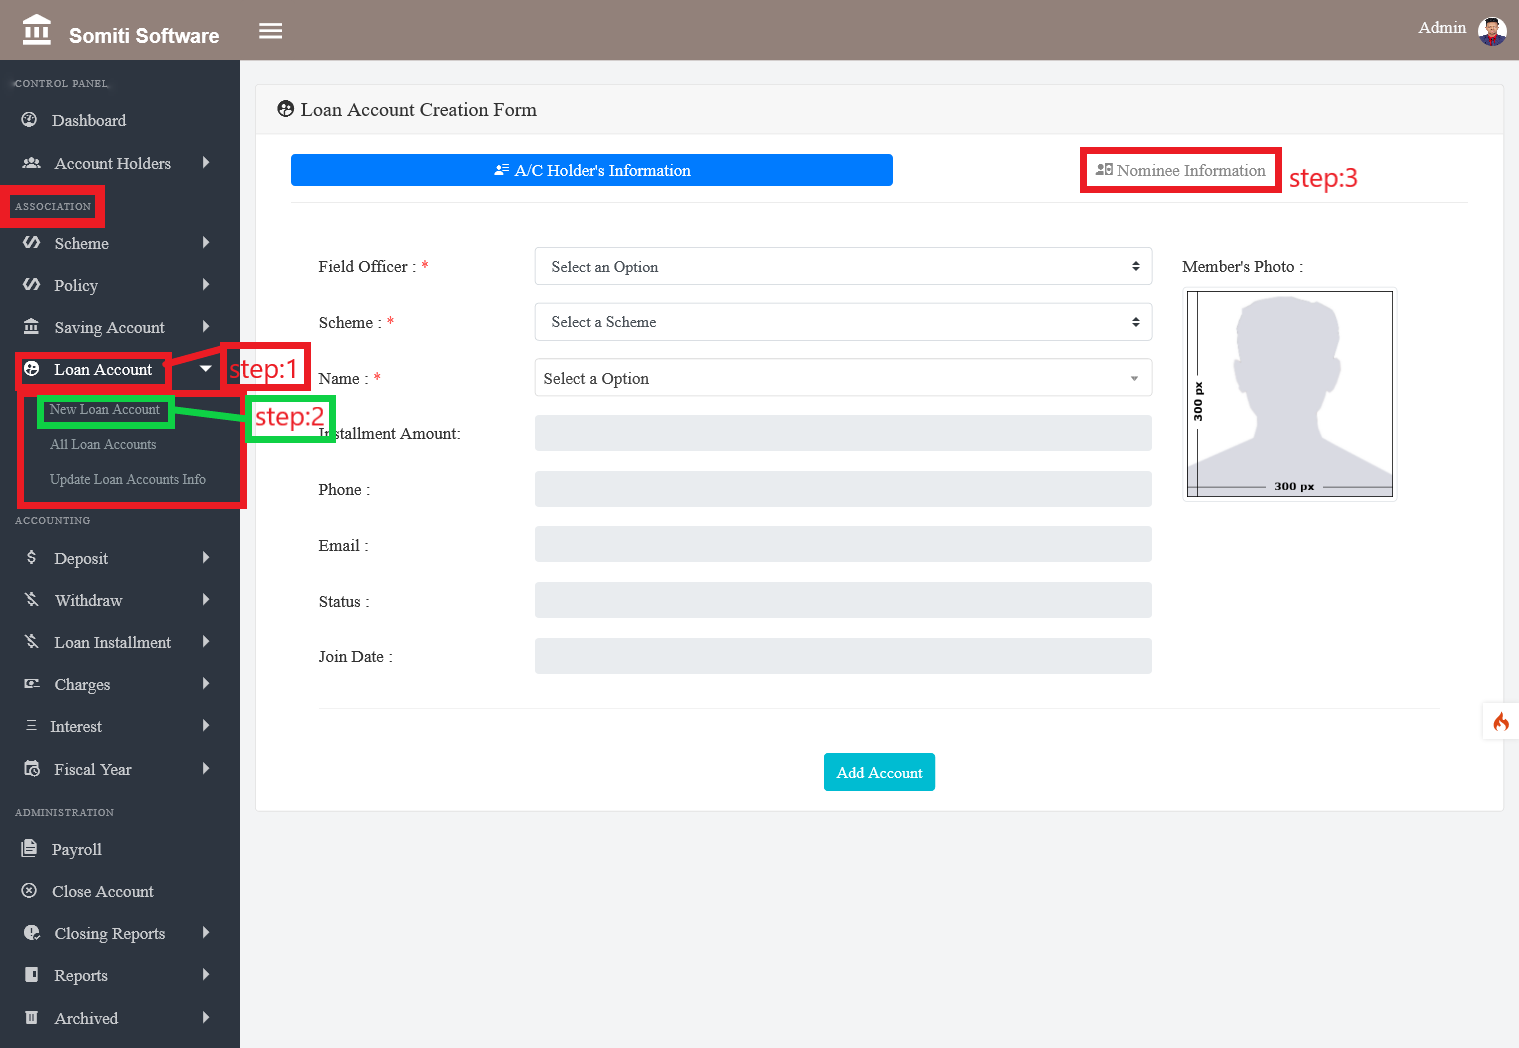 Somiti Software
Admin
CONTROL PANEL
Dashboard
Account Holders
ASSOCIATION
Scheme
Policy
Saving Account
Loan Account
step:1
New Loan Account
step:2
All Loan Accounts
Update Loan Accounts Info
ACCOUNTING
Deposit
Withdraw
Loan Installment
Charges
Interest
Fiscal Year
ADMINISTRATION
Payroll
Close Account
Closing Reports
Reports
Archived
Loan Account Creation Form
A/C Holder's Information
Nominee Information
step:3
Field Officer : *
Select an Option
Scheme : *
Select a Scheme
Name : *
Select a Option
Installment Amount:
Phone :
Email :
Status :
Join Date :
Member's Photo :
300 px
300 px
Add Account